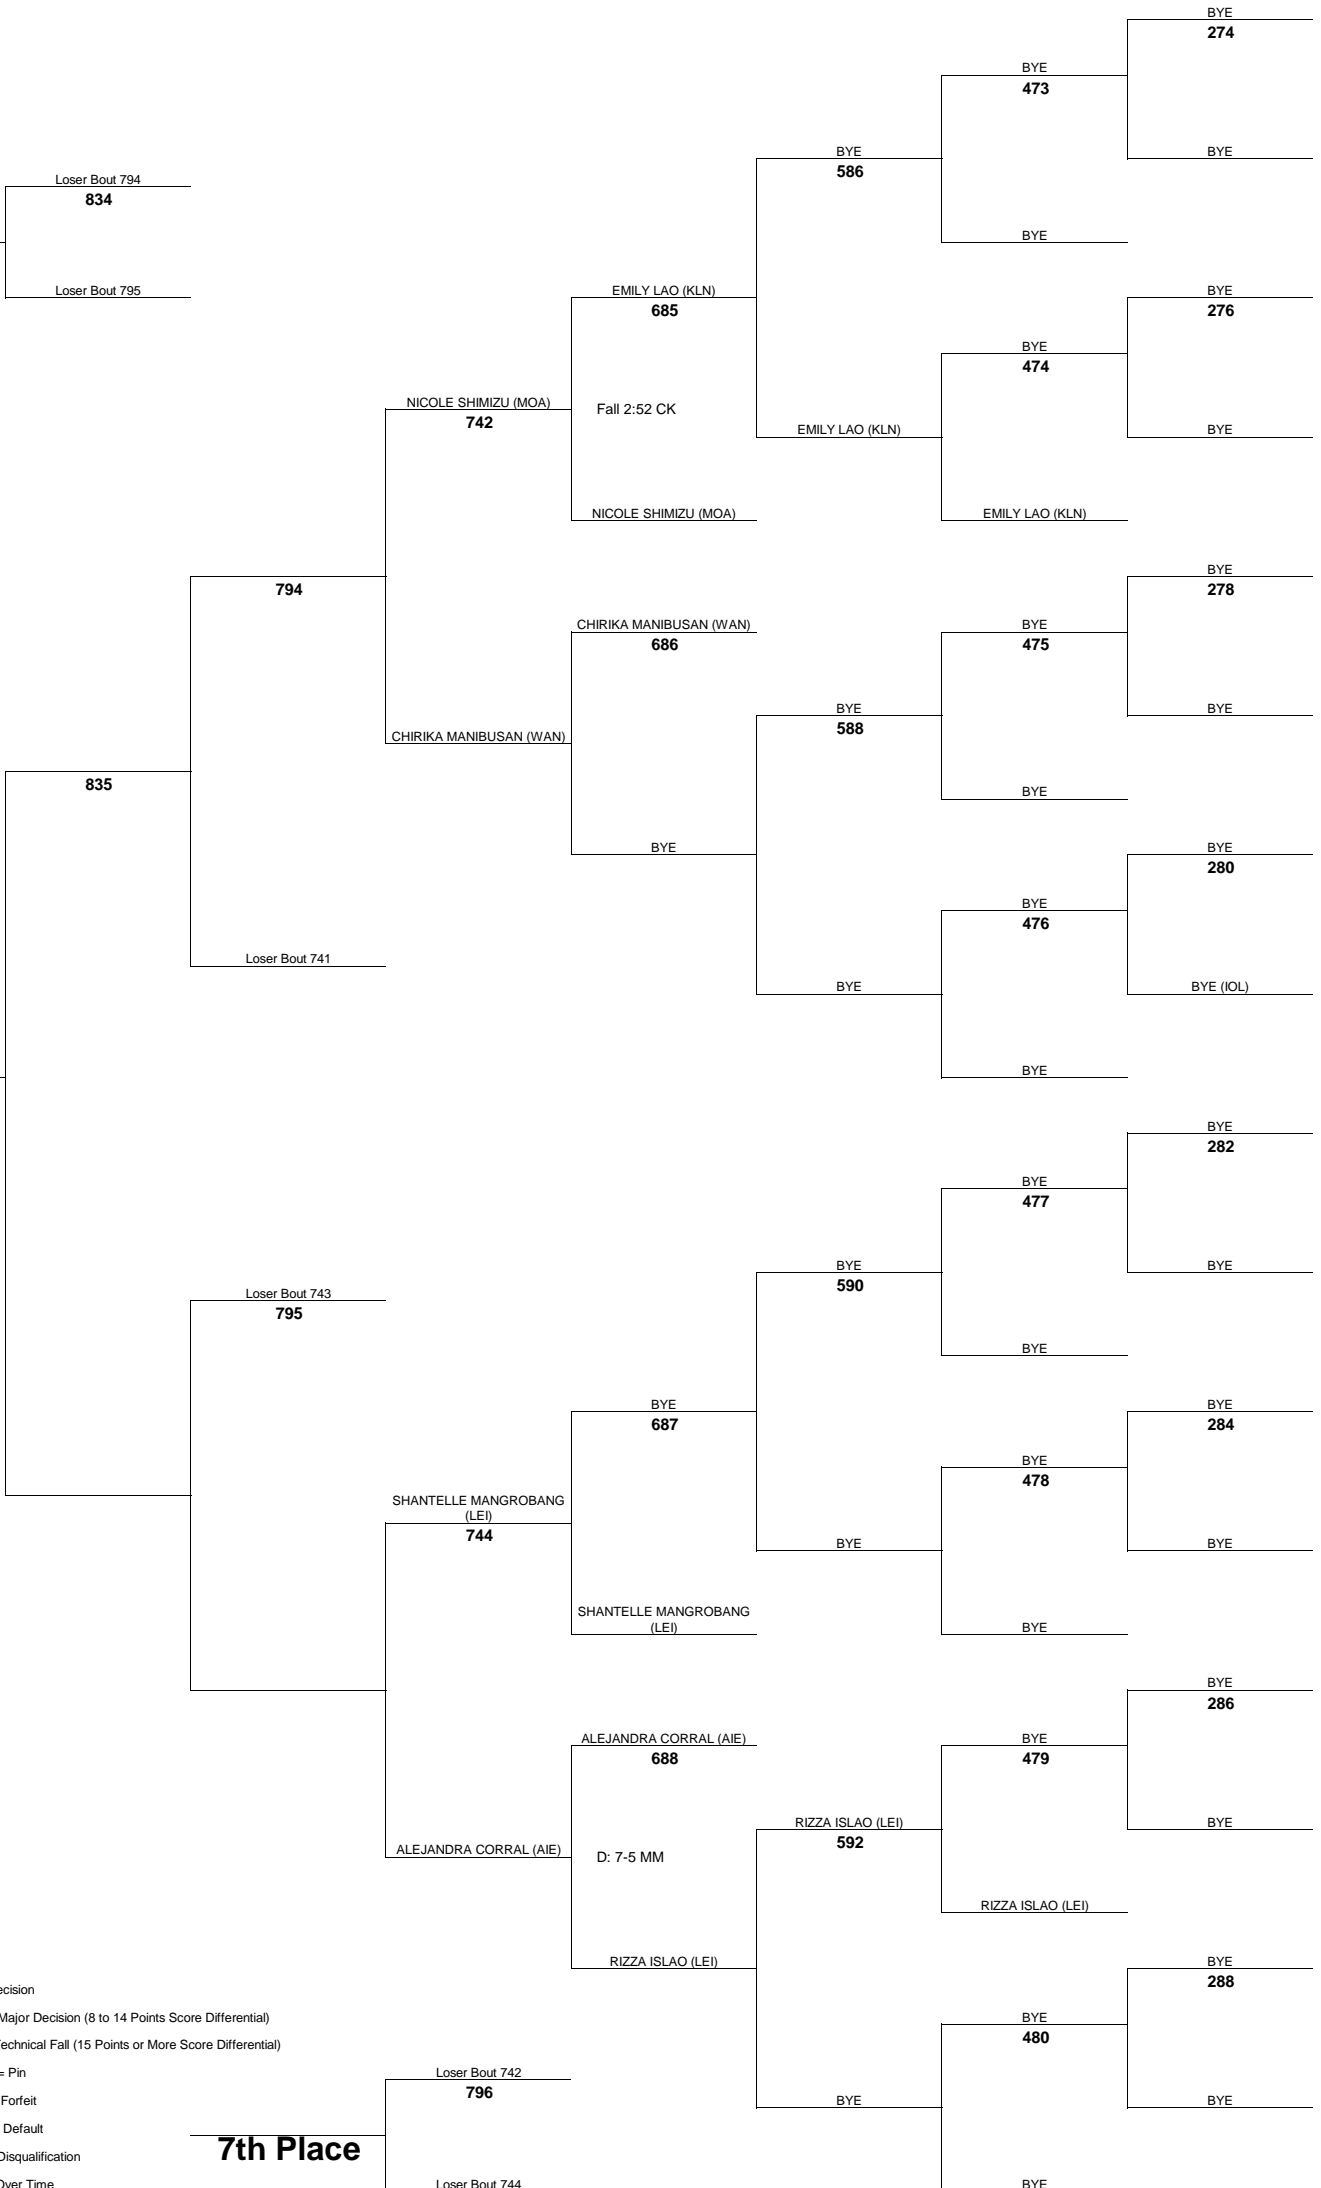 BYE
274
BYE
473
BYE
BYE
586
Loser Bout 794
834
BYE
Loser Bout 795
EMILY LAO (KLN)
685
BYE
276
BYE
474
NICOLE SHIMIZU (MOA)
742
Fall 2:52 CK
EMILY LAO (KLN)
BYE
NICOLE SHIMIZU (MOA)
EMILY LAO (KLN)
BYE
278
794
CHIRIKA MANIBUSAN (WAN)
686
BYE
475
BYE
588
BYE
CHIRIKA MANIBUSAN (WAN)
835
BYE
BYE
BYE
280
BYE
476
Loser Bout 741
BYE
BYE (IOL)
BYE
BYE
282
BYE
477
BYE
590
BYE
Loser Bout 743
795
BYE
BYE
687
BYE
284
BYE
478
SHANTELLE MANGROBANG
(LEI)
744
BYE
BYE
SHANTELLE MANGROBANG
(LEI)
BYE
BYE
286
ALEJANDRA CORRAL (AIE)
688
BYE
479
RIZZA ISLAO (LEI)
592
BYE
ALEJANDRA CORRAL (AIE)
D: 7-5 MM
RIZZA ISLAO (LEI)
RIZZA ISLAO (LEI)
BYE
288
ecision
Major Decision (8 to 14 Points Score Differential)
BYE
480
echnical Fall (15 Points or More Score Differential)
= Pin
Loser Bout 742
796
Forfeit
BYE
BYE
Default
7th Place
Disqualification
Over Time
Loser Bout 744
BYE